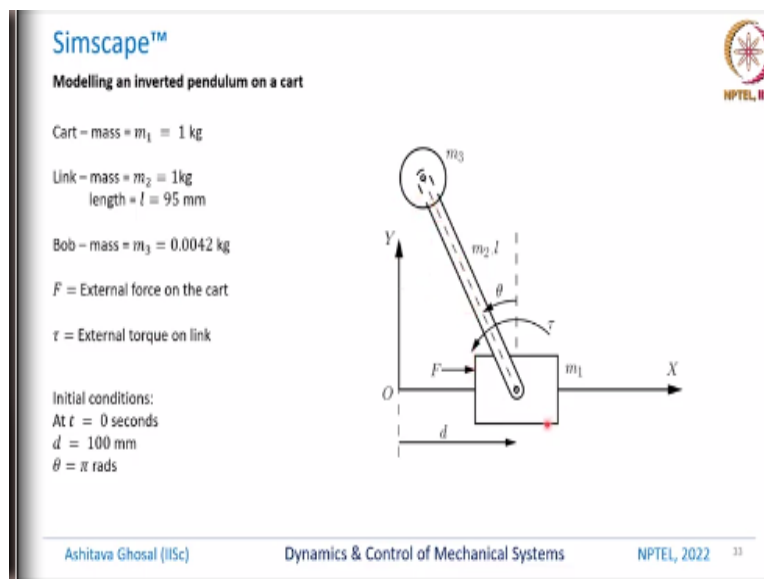 Simscape™
Modelling an inverted pendulum on a cart
NPTEL, II
Cart – mass = m₁ = 1 kg
Link – mass = m₂ = 1kg
length = l = 95 mm
Bob – mass = m₃ = 0.0042 kg
F = External force on the cart
τ = External torque on link
Initial conditions:
At t = 0 seconds
d = 100 mm
θ = π rads
m₃
Y
m₂, l
θ
τ
F
m₁
X
O
d
Ashitava Ghosal (IISc)
Dynamics & Control of Mechanical Systems
NPTEL, 2022
33